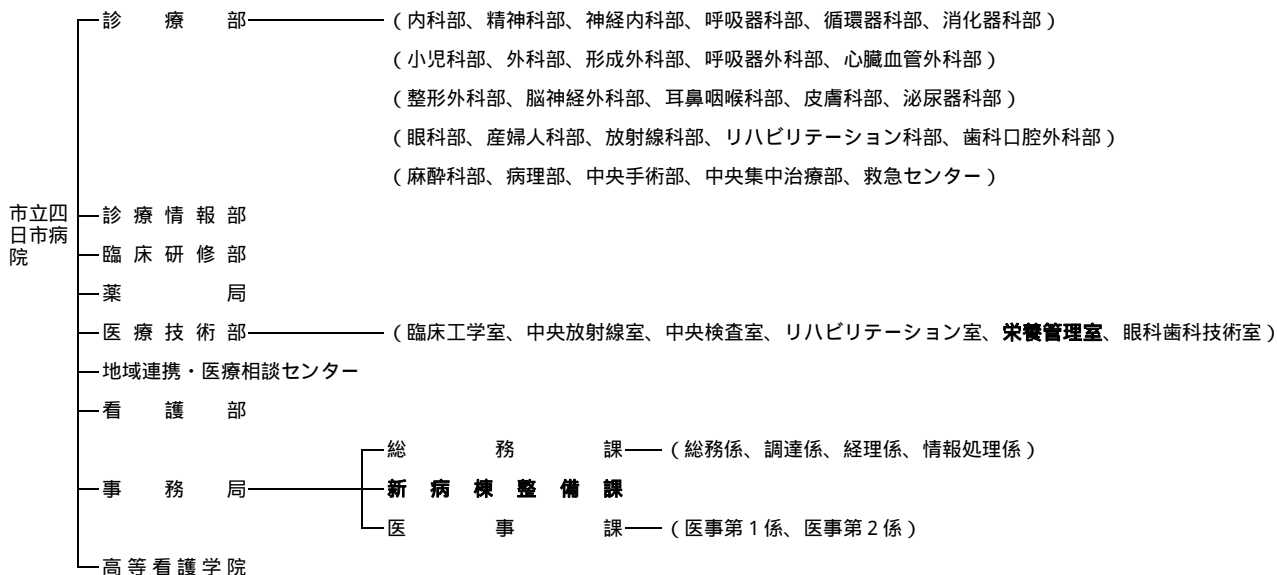 診療部 (内科部、精神科部、神経内科部、呼吸器科部、循環器科部、消化器科部)
(小児科部、外科部、形成外科部、呼吸器外科部、心臓血管外科部)
(整形外科部、脳神経外科部、耳鼻咽喉科部、皮膚科部、泌尿器科部)
(眼科部、産婦人科部、放射線科部、リハビリテーション科部、歯科口腔外科部)
(麻酔科部、病理部、中央手術部、中央集中治療部、救急センター)
市立四
日市病
院
診療情報部
臨床研修部
薬局
医療技術部 (臨床工学室、中央放射線室、中央検査室、リハビリテーション室、栄養管理室、眼科歯科技術室)
地域連携・医療相談センター
看護部
総務課 (総務係、調達係、経理係、情報処理係)
事務局 新病棟整備課
医事課 (医事第1係、医事第2係)
高等看護学院